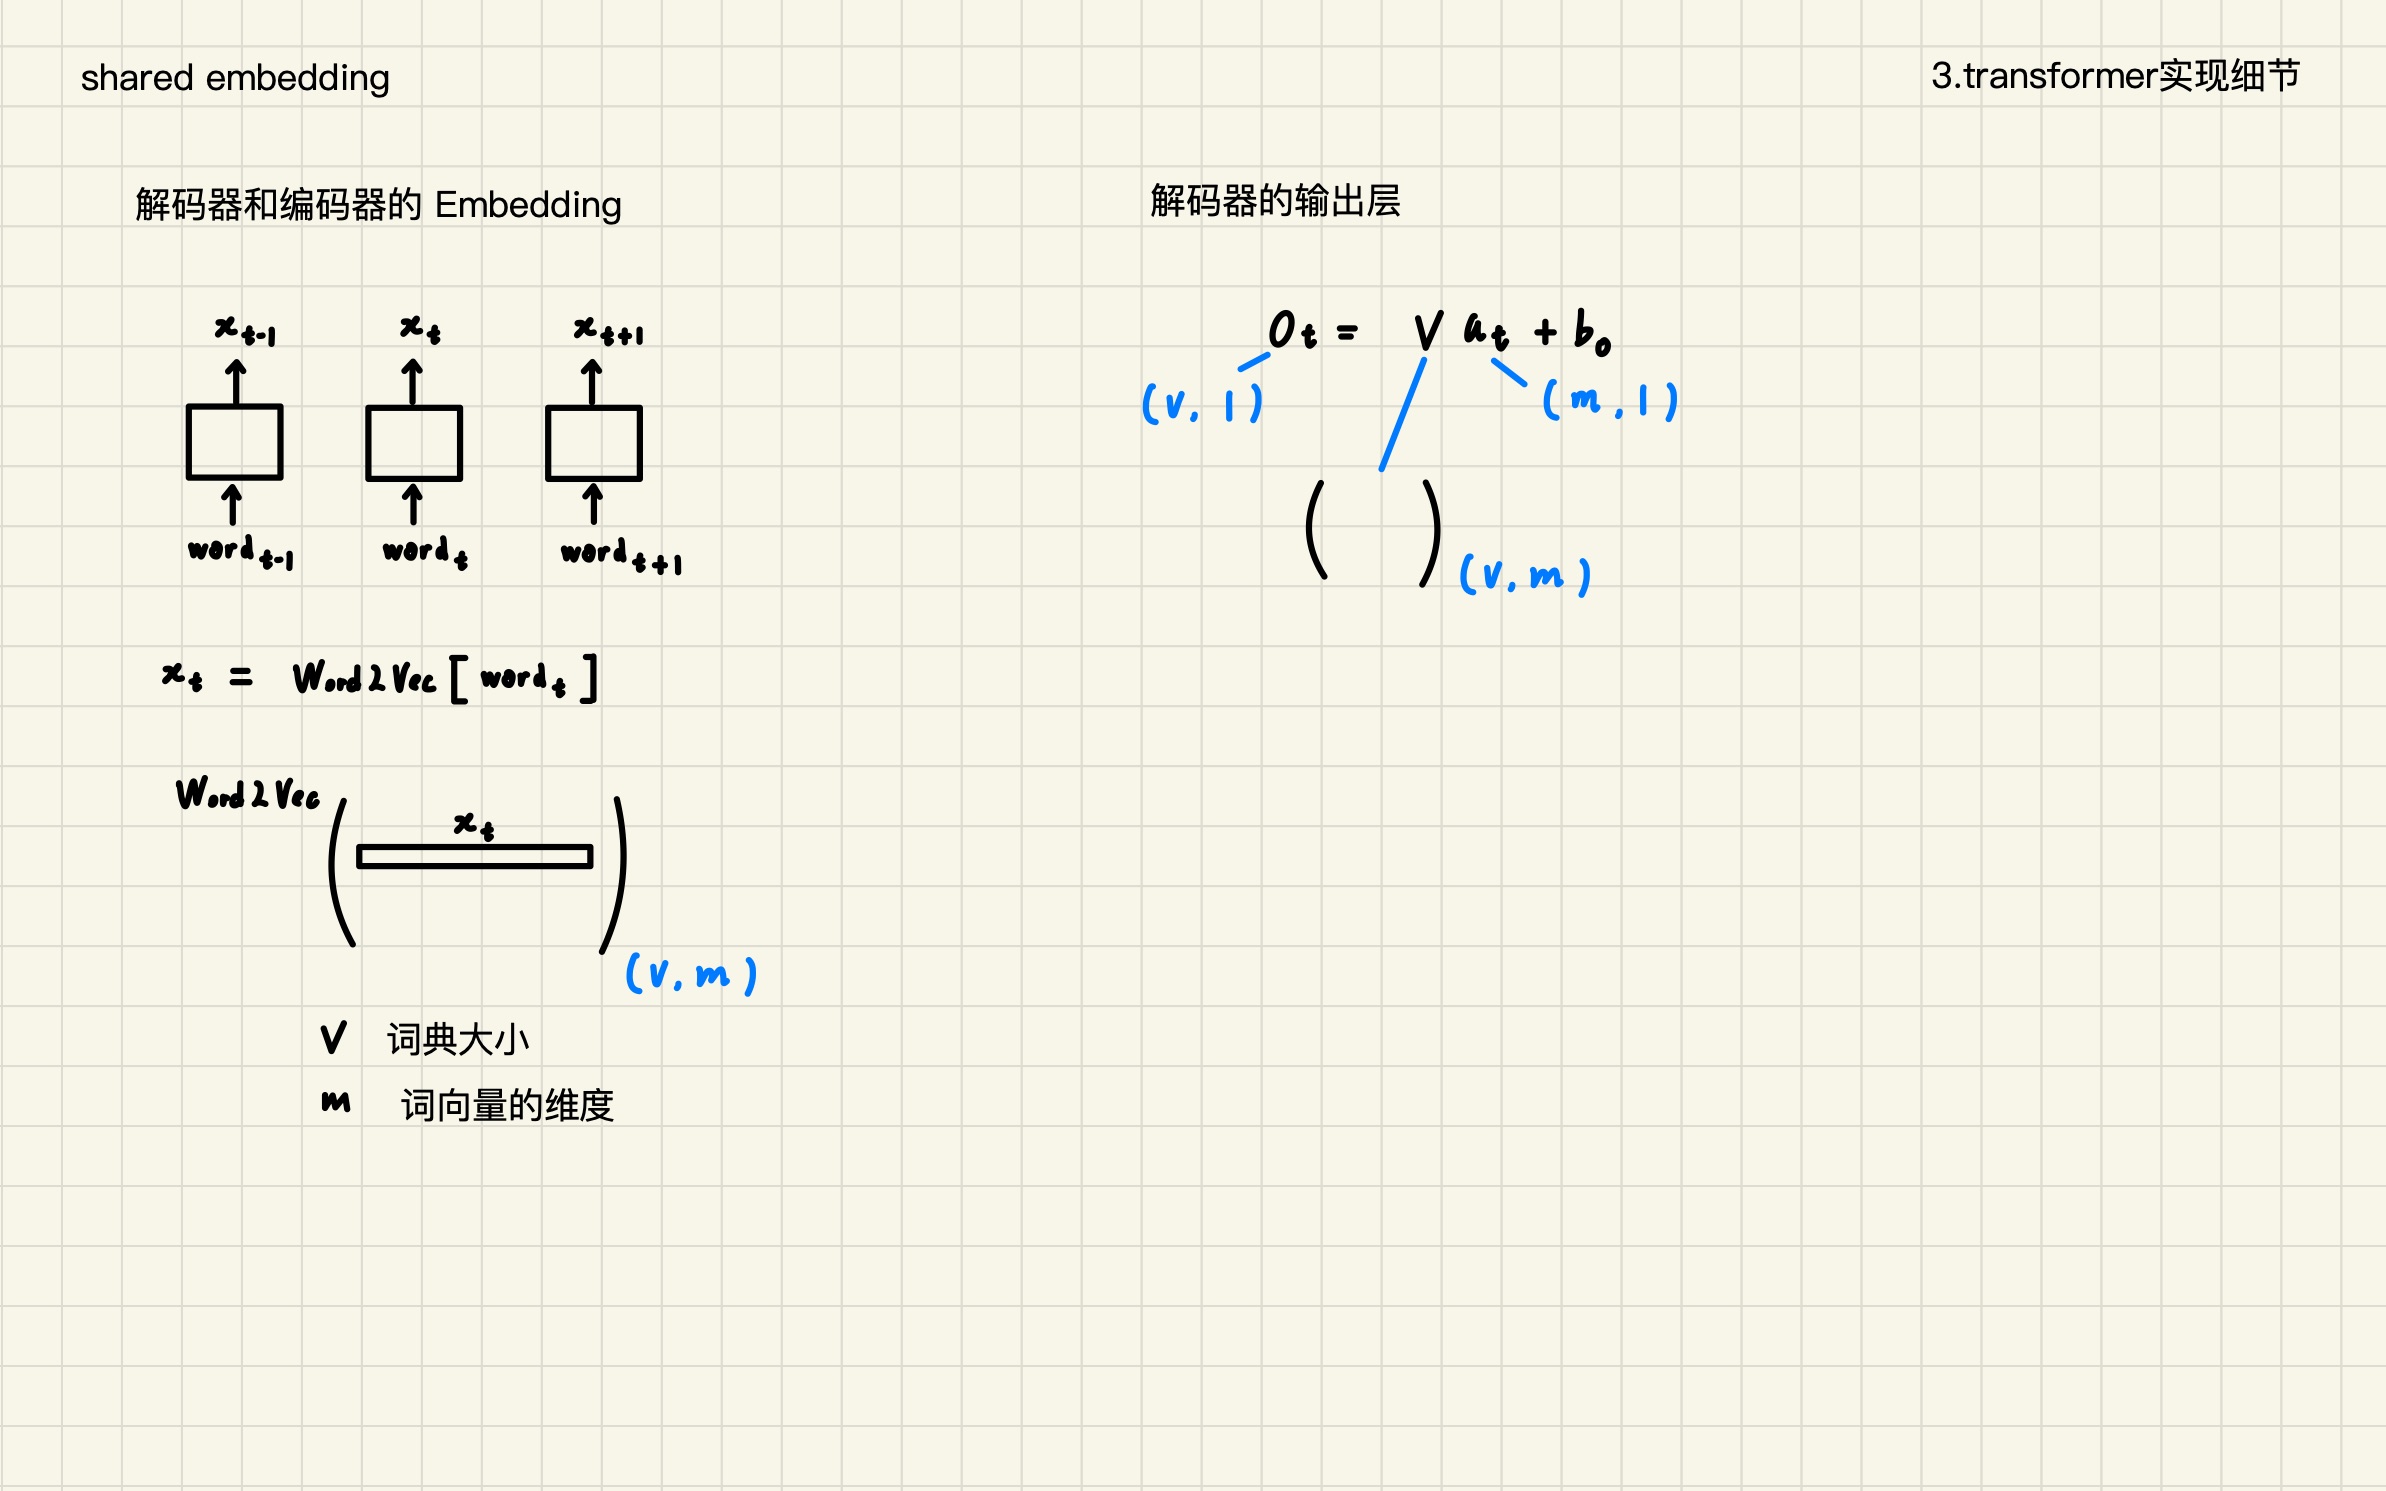 shared embedding
3.transformer实现细节
解码器和编码器的 Embedding
x_{t-1} x_t x_{t+1}
word_{t-1} word_t word_{t+1}
x_t = Word2Vec [ word_t ]
Word2Vec
x_t
(v, m)
V 词典大小
m 词向量的维度
解码器的输出层
O_t = V a_t + b_o
(v, 1) (m, 1)
( )
(v, m)